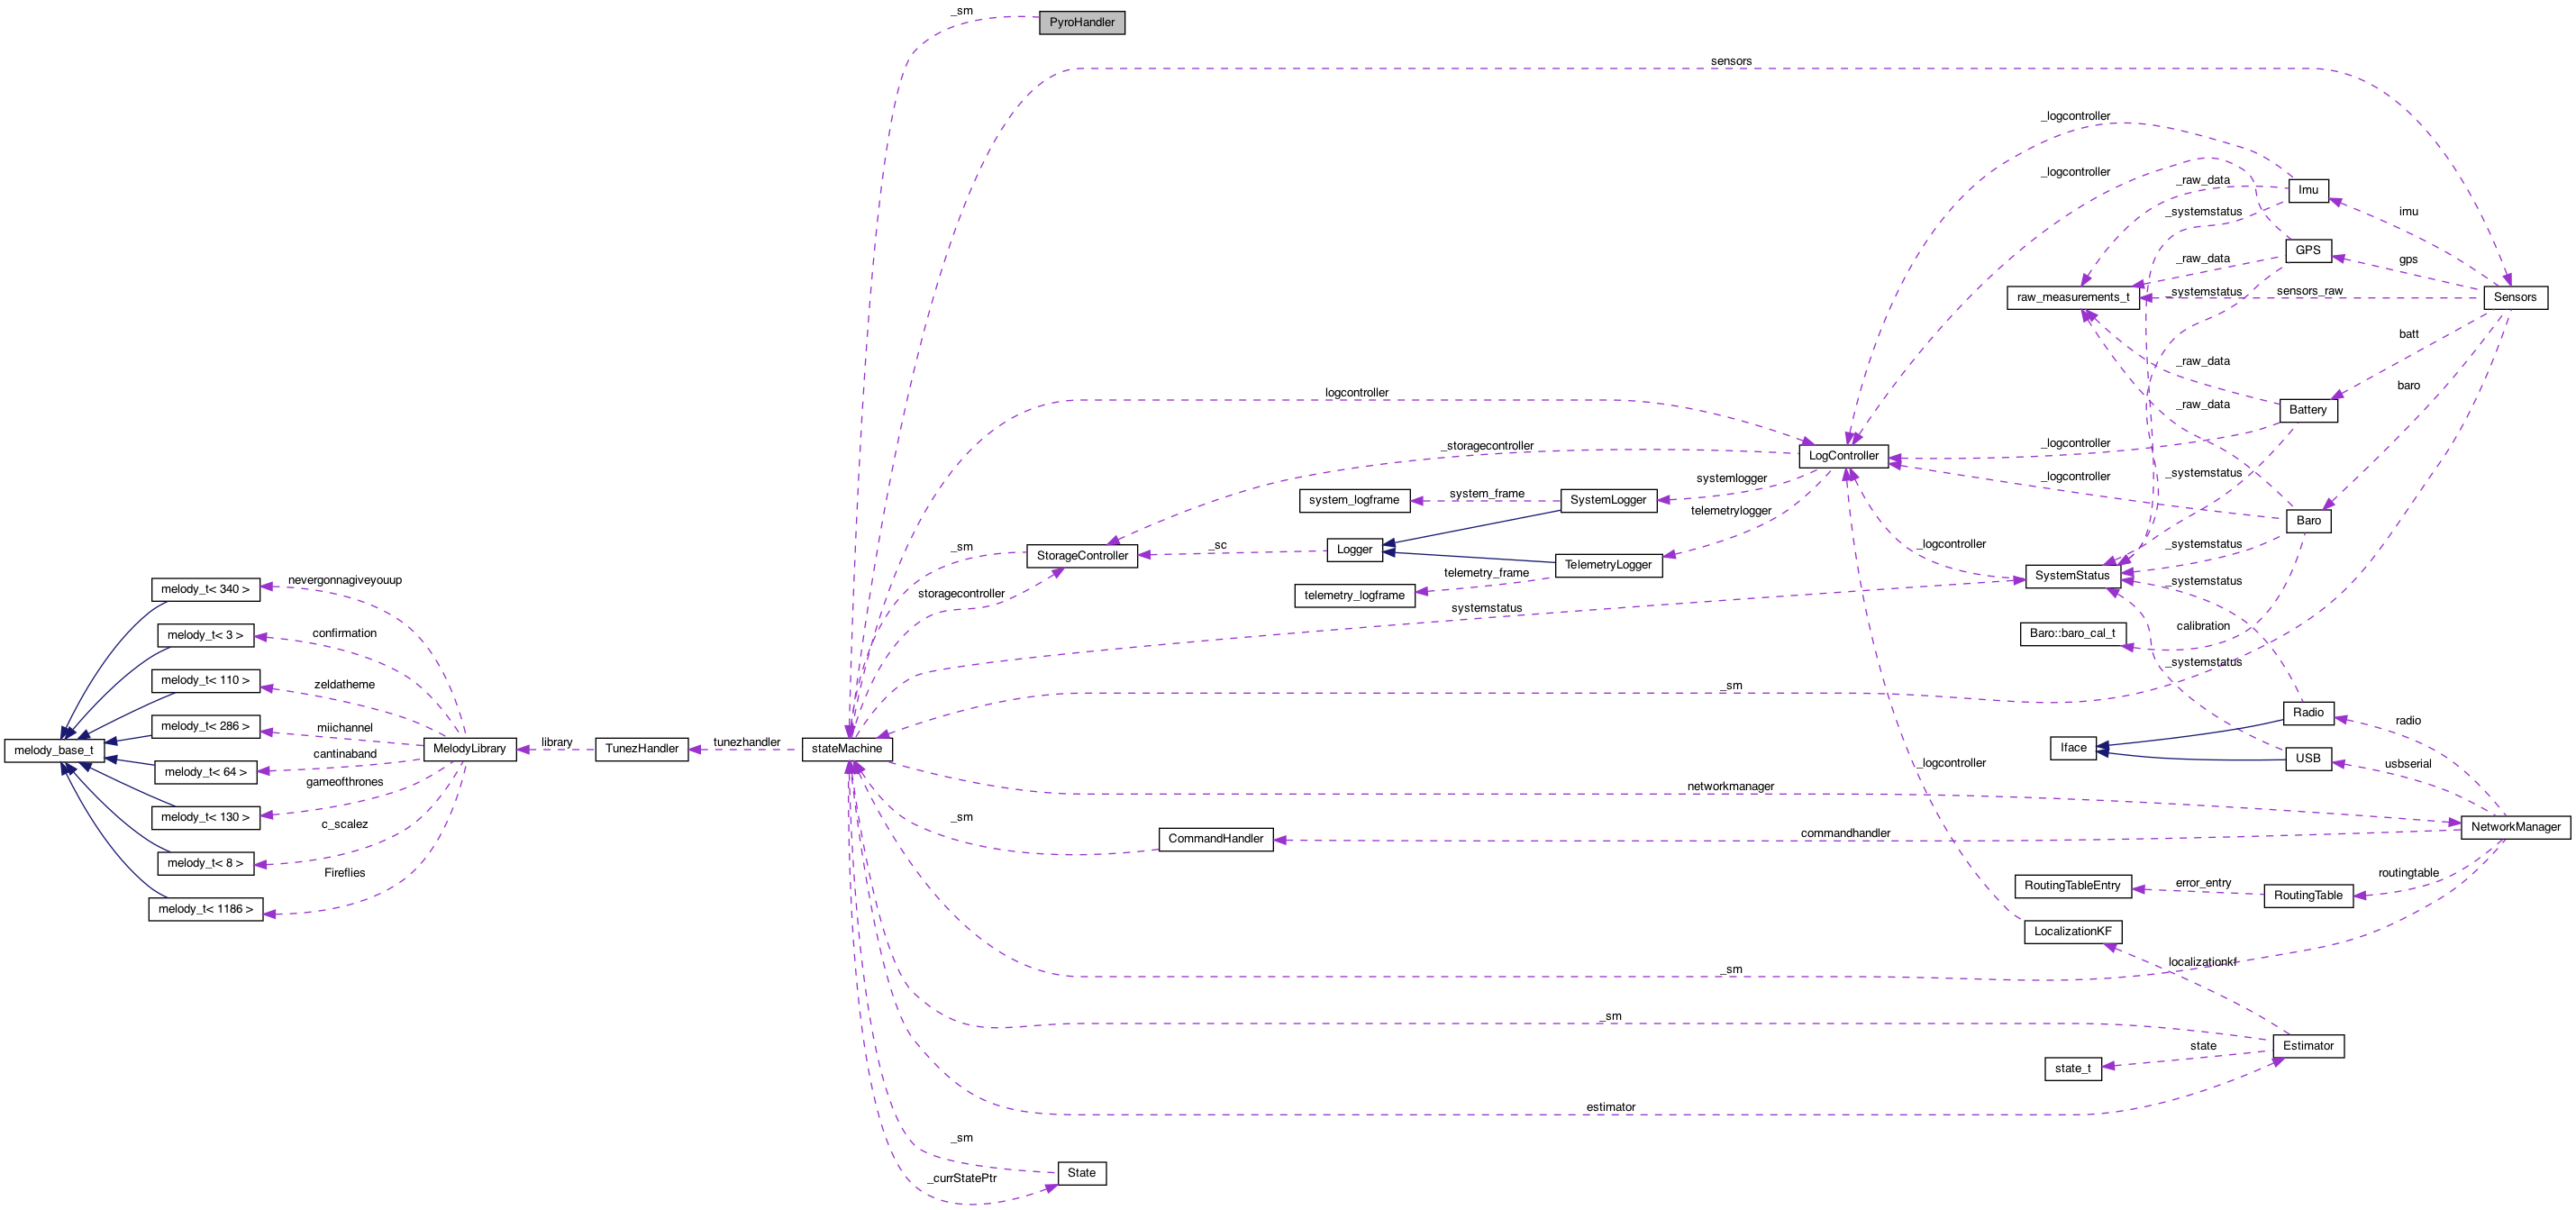 _sm
PyroHandler
sensors
_logcontroller
_logcontroller
_raw_data
Imu
_systemstatus
imu
GPS
_raw_data
gps
_systemstatus
sensors_raw
raw_measurements_t
Sensors
batt
_raw_data
baro
logcontroller
_raw_data
Battery
_logcontroller
_storagecontroller
LogController
_systemstatus
_logcontroller
systemlogger
system_frame
system_logframe
SystemLogger
telemetrylogger
Baro
_sm
_sc
Logger
_logcontroller
_systemstatus
StorageController
TelemetryLogger
telemetry_frame
SystemStatus
_systemstatus
nevergonnagiveyouup
melody_t< 340 >
storagecontroller
telemetry_logframe
systemstatus
calibration
confirmation
melody_t< 3 >
Baro::baro_cal_t
_systemstatus
melody_t< 110 >
zeldatheme
_sm
Radio
radio
melody_t< 286 >
miichannel
melody_base_t
MelodyLibrary
library
TunezHandler
tunezhandler
stateMachine
Iface
cantinaband
USB
_logcontroller
usbserial
melody_t< 64 >
gameofthrones
networkmanager
melody_t< 130 >
_sm
c_scalez
NetworkManager
commandhandler
CommandHandler
melody_t< 8 >
Fireflies
routingtable
RoutingTableEntry
error_entry
RoutingTable
melody_t< 1186 >
LocalizationKF
localizationkf
_sm
_sm
state
Estimator
state_t
estimator
_sm
State
_currStatePtr